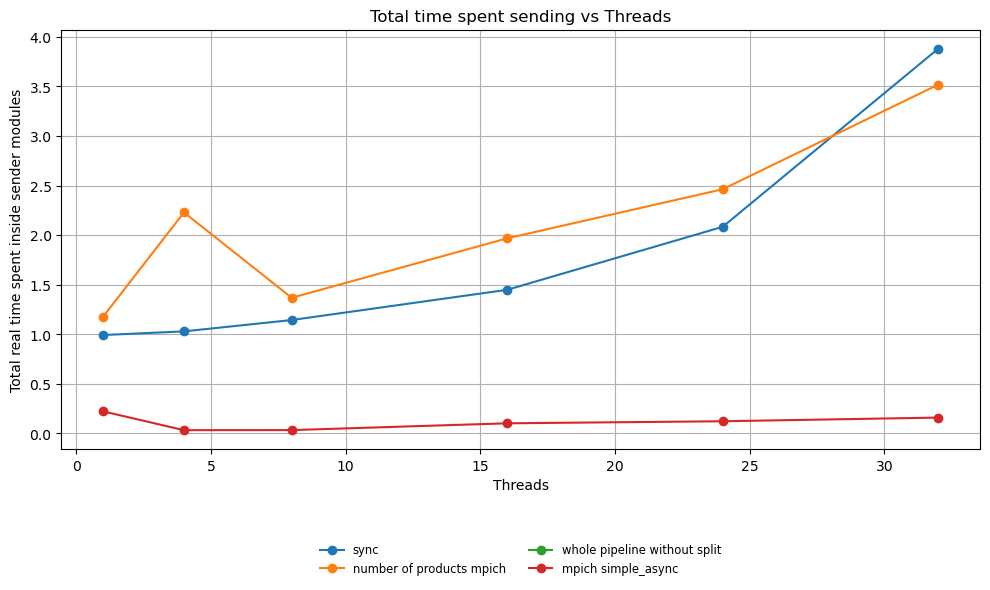 Total time spent sending vs Threads
Total real time spent inside sender modules
4.0
3.5
3.0
2.5
2.0
1.5
1.0
0.5
0.0
0 5 10 15 20 25 30
Threads
sync whole pipeline without split
number of products mpich mpich simple_async